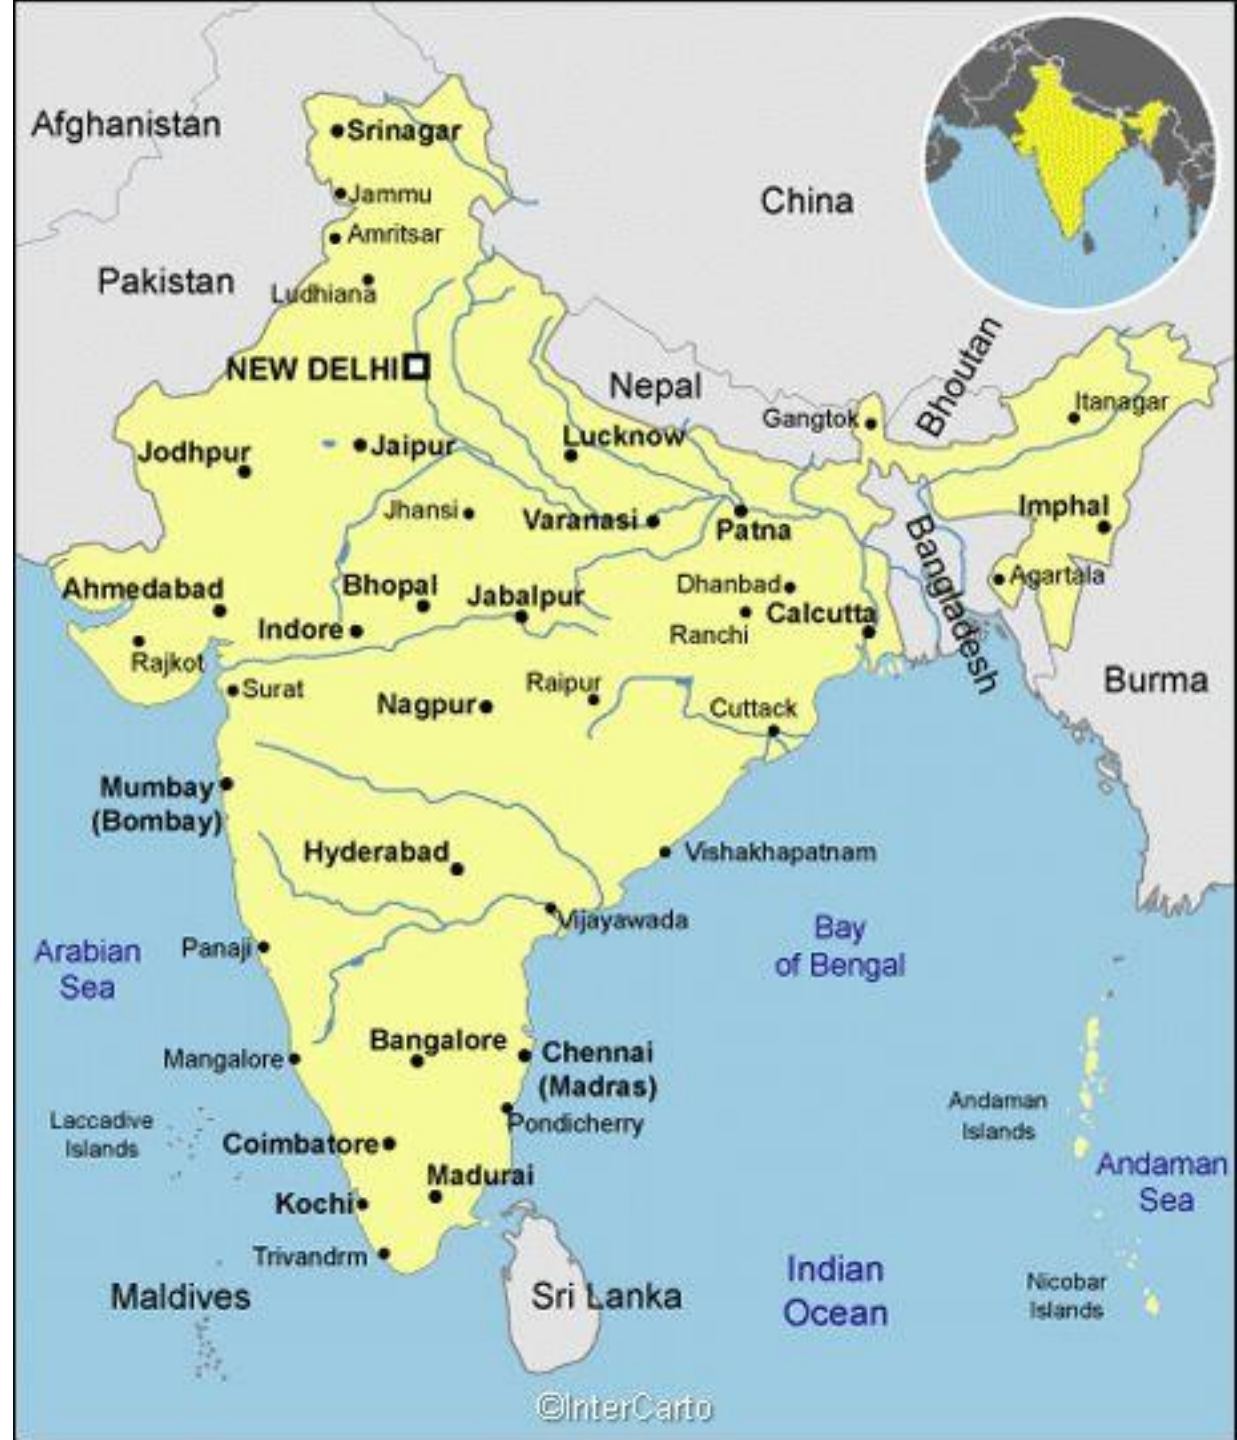 Afghanistan
Srinagar
China
Jammu
Amritsar
Pakistan
Ludhiana
NEW DELHI
Nepal
Bhoutan
Gangtok
Itanagar
Jodhpur
Jaipur
Lucknow
Jhansi
Varanasi
Patna
Imphal
Bangladesh
Ahmedabad
Bhopal
Jabalpur
Dhanbad
Agartala
Indore
Ranchi
Calcutta
Rajkot
Surat
Raipur
Burma
Nagpur
Cuttack
Mumbay
(Bombay)
Hyderabad
Vishakhapatnam
Vijayawada
Arabian
Sea
Panaji
Bay
of Bengal
Bangalore
Chennai
(Madras)
Mangalore
Laccadive
Islands
Pondicherry
Andaman
Islands
Coimbatore
Madurai
Andaman
Sea
Kochi
Trivandrm
Maldives
Sri Lanka
Indian
Ocean
Nicobar
Islands
©InterCarto